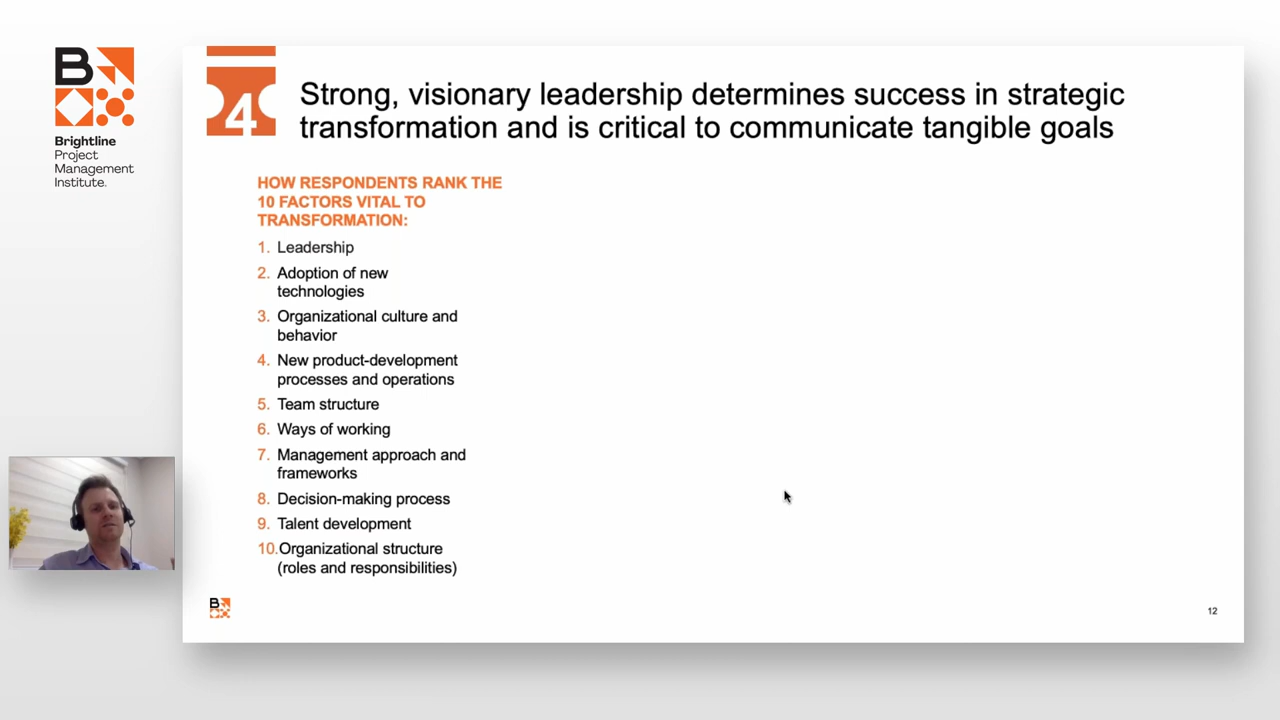 B
Brightline
Project
Management
Institute.
4
Strong, visionary leadership determines success in strategic
transformation and is critical to communicate tangible goals
HOW RESPONDENTS RANK THE
10 FACTORS VITAL TO
TRANSFORMATION:
1. Leadership
2. Adoption of new
technologies
3. Organizational culture and
behavior
4. New product-development
processes and operations
5. Team structure
6. Ways of working
7. Management approach and
frameworks
8. Decision-making process
9. Talent development
10.Organizational structure
(roles and responsibilities)
B
12